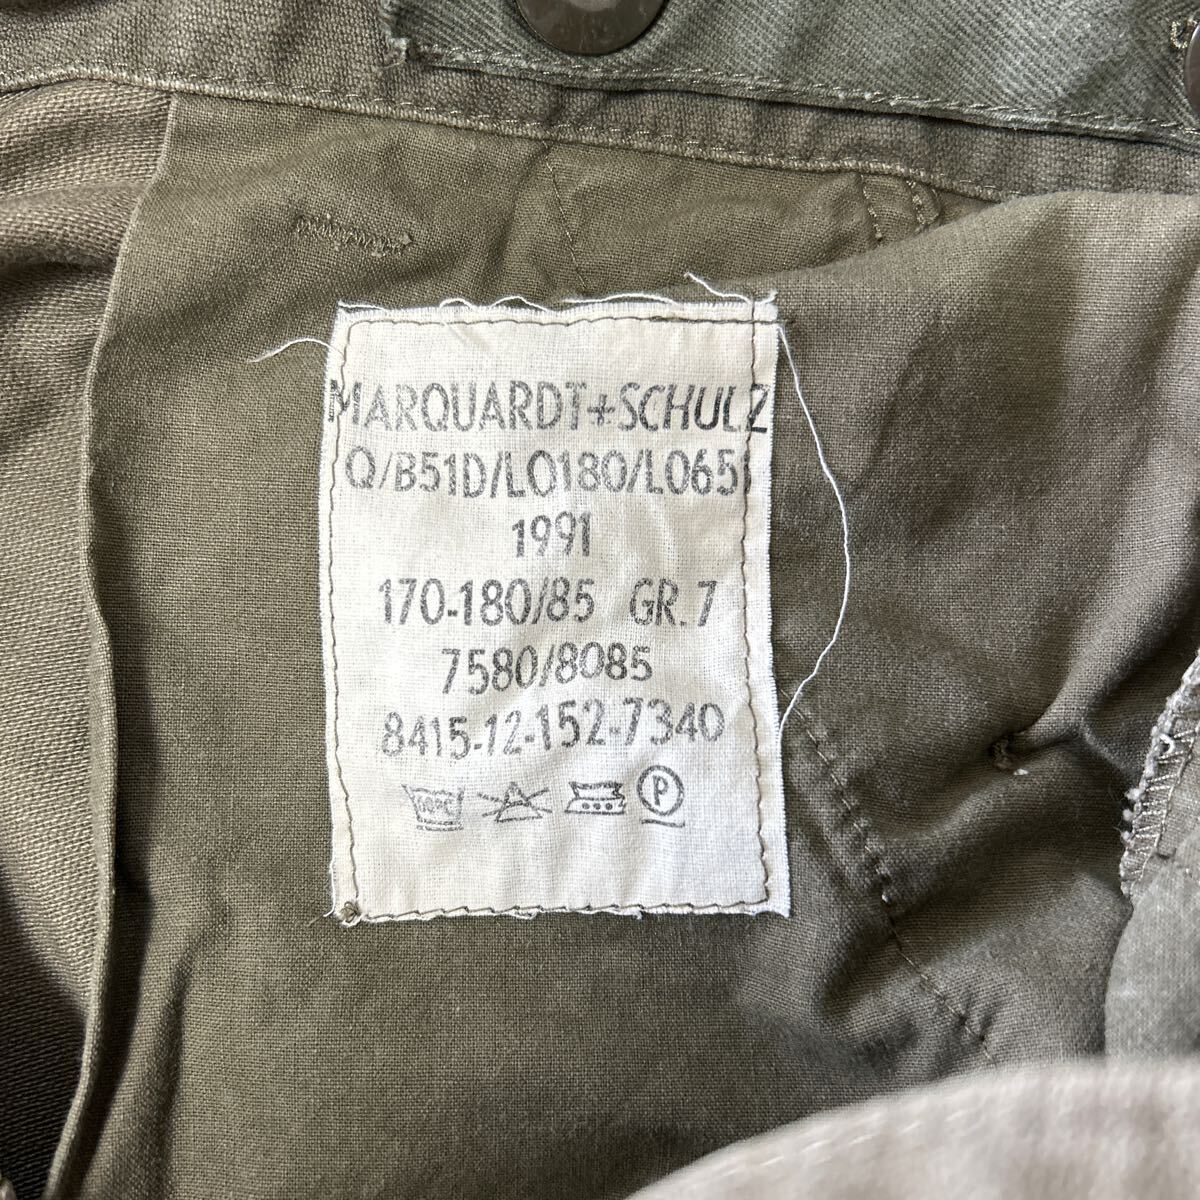 MARQUARDT+SCHULZ
Q/B51D/L0180/L0651
1991
170-180/85 GR. 7
7580/8085
8415-12-152-7340
P